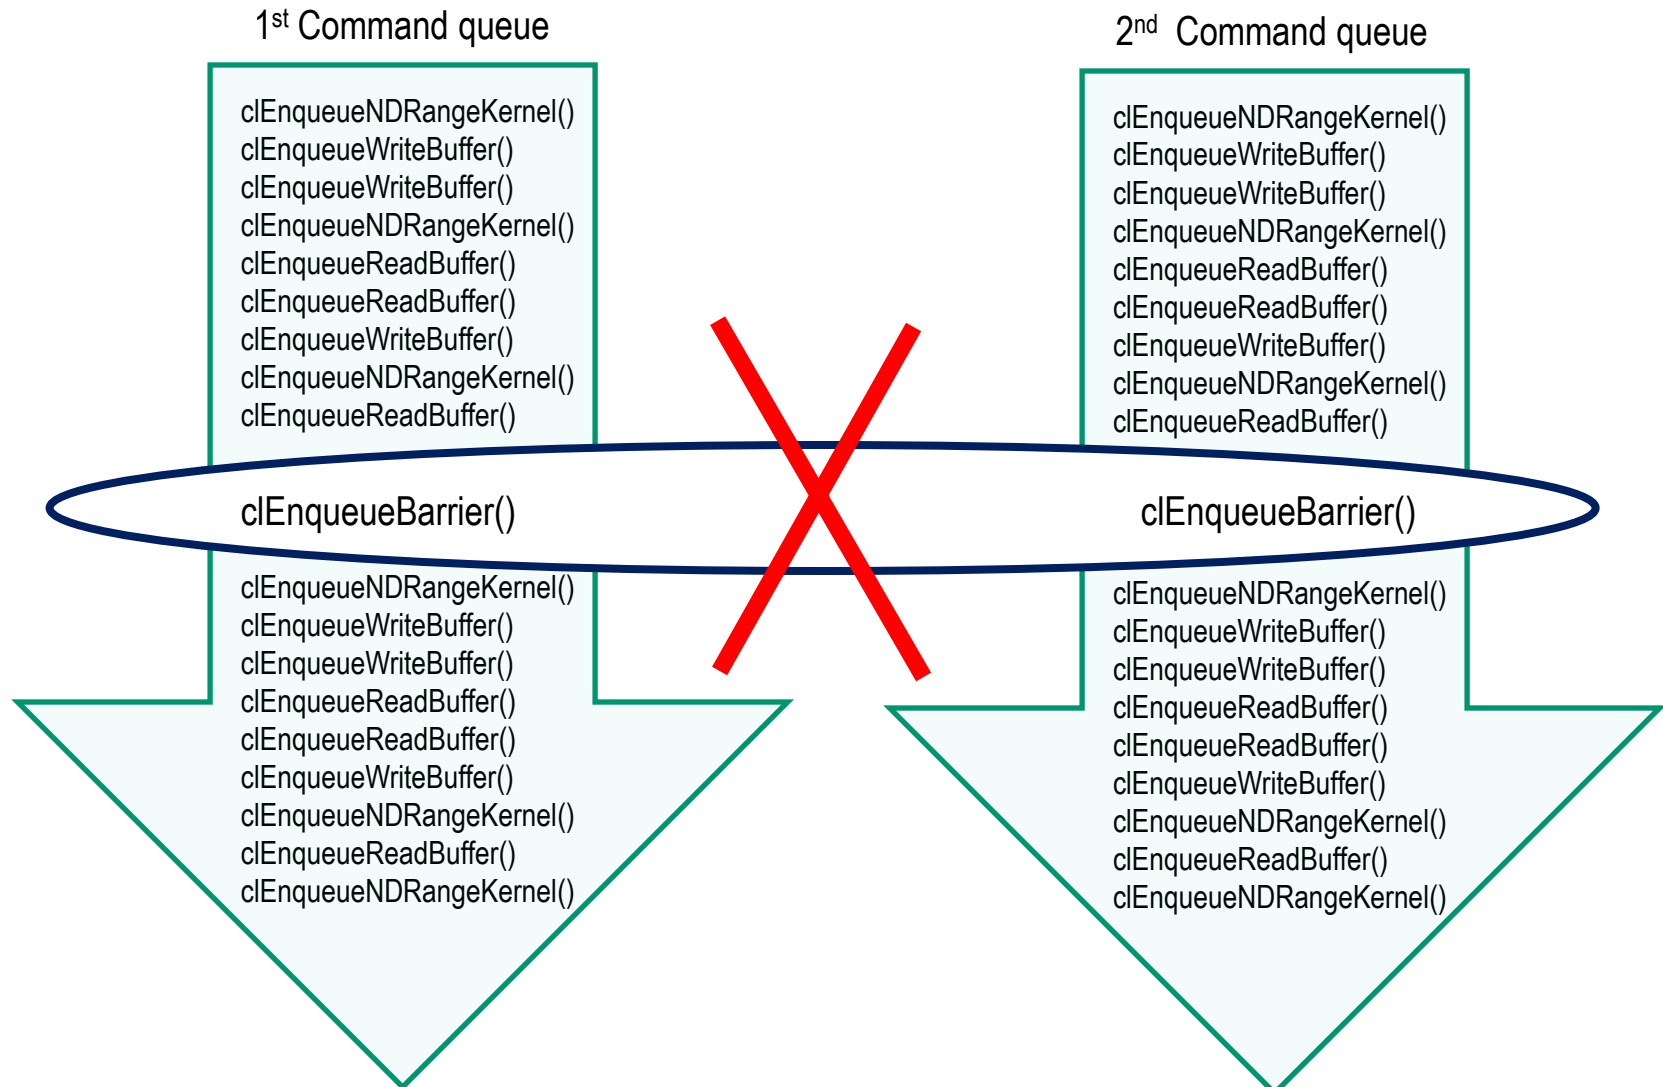 1st Command queue
clEnqueueNDRangeKernel()
clEnqueueWriteBuffer()
clEnqueueWriteBuffer()
clEnqueueNDRangeKernel()
clEnqueueReadBuffer()
clEnqueueReadBuffer()
clEnqueueWriteBuffer()
clEnqueueNDRangeKernel()
clEnqueueReadBuffer()
clEnqueueBarrier()
clEnqueueNDRangeKernel()
clEnqueueWriteBuffer()
clEnqueueWriteBuffer()
clEnqueueReadBuffer()
clEnqueueReadBuffer()
clEnqueueWriteBuffer()
clEnqueueNDRangeKernel()
clEnqueueReadBuffer()
clEnqueueNDRangeKernel()
2nd Command queue
clEnqueueNDRangeKernel()
clEnqueueWriteBuffer()
clEnqueueWriteBuffer()
clEnqueueNDRangeKernel()
clEnqueueReadBuffer()
clEnqueueReadBuffer()
clEnqueueWriteBuffer()
clEnqueueNDRangeKernel()
clEnqueueReadBuffer()
clEnqueueBarrier()
clEnqueueNDRangeKernel()
clEnqueueWriteBuffer()
clEnqueueWriteBuffer()
clEnqueueReadBuffer()
clEnqueueReadBuffer()
clEnqueueWriteBuffer()
clEnqueueNDRangeKernel()
clEnqueueReadBuffer()
clEnqueueNDRangeKernel()